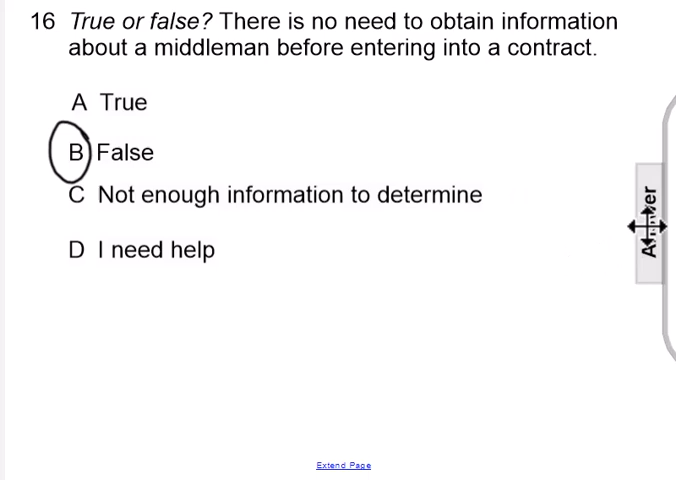 16 True or false? There is no need to obtain information
about a middleman before entering into a contract.
A True
B False
C Not enough information to determine
D I need help
Extend Page